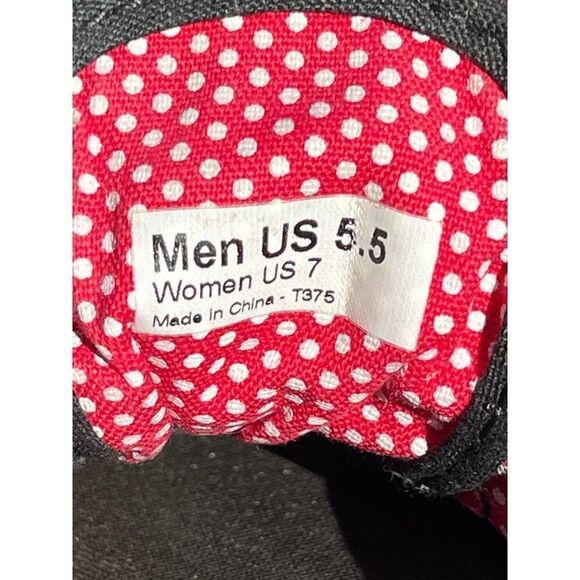 Men US 5.5
Women US 7
Made in China - T375